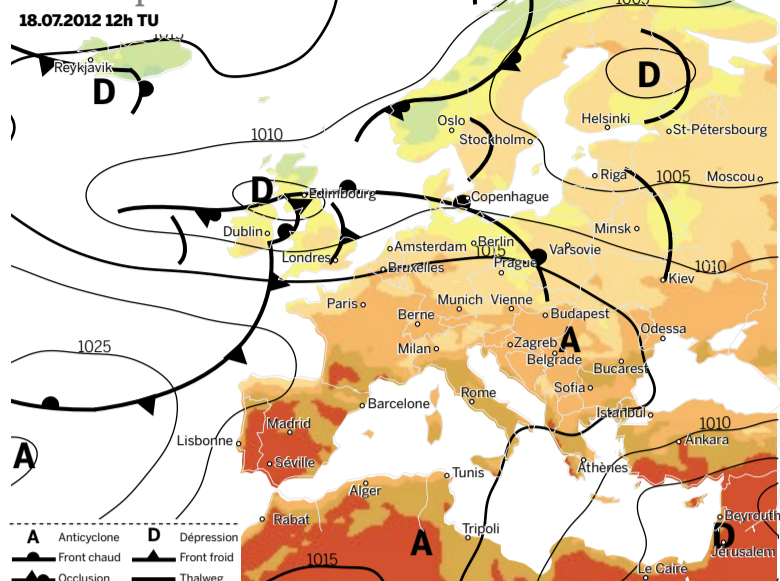 18.07.2012 12h TU
1015
1005
Reykjavik
D
D
Oslo
Stockholm
Helsinki
St-Pétersbourg
1010
Riga
1005
Moscou
D
Edimbourg
Copenhague
Dublin
Minsk
Londres
Amsterdam
Berlin
1015
Varsovie
Bruxelles
Prague
1010
Kiev
Paris
Munich
Vienne
Berne
Budapest
A
Odessa
1025
Milan
Zagreb
Belgrade
Bucarest
Sofia
Rome
Barcelone
Istanbul
Madrid
1010
Lisbonne
Ankara
A
Séville
Athènes
Tunis
Alger
Rabat
Tripoli
Beyrouth
D
Jérusalem
A
1015
Le Caire
A Anticyclone D Dépression
Front chaud Front froid
Occlusion Thalweg